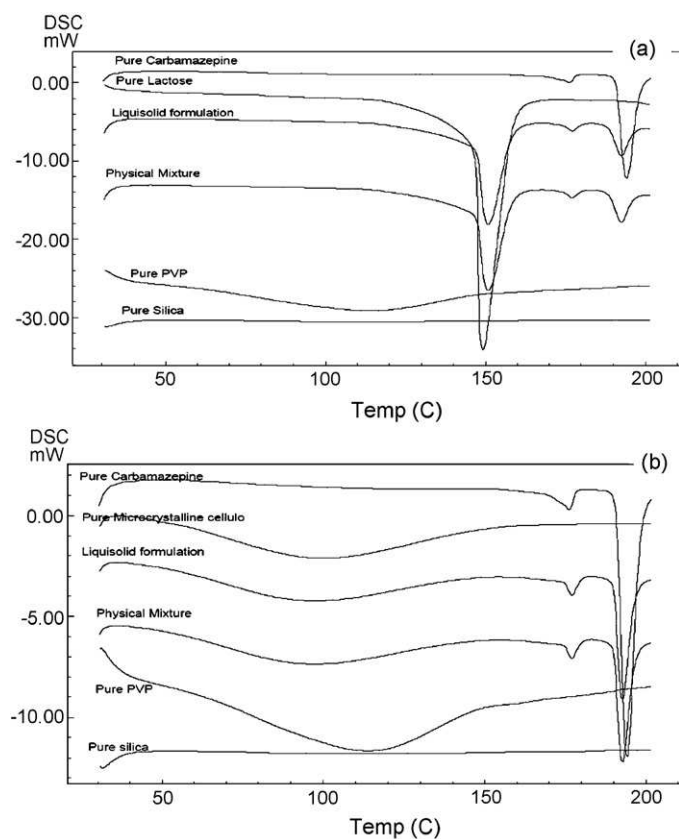 DSC
mW
(a)
Pure Carbamazepine
0.00
Pure Lactose
Liquisolid formulation
-10.00
Physical Mixture
-20.00
Pure PVP
Pure Silica
-30.00
50 100 150 200
Temp (C)
DSC
mW
(b)
Pure Carbamazepine
0.00
Pure Microcrystalline cellulo
Liquisolid formulation
-5.00
Physical Mixture
Pure PVP
-10.00
Pure silica
50 100 150 200
Temp (C)